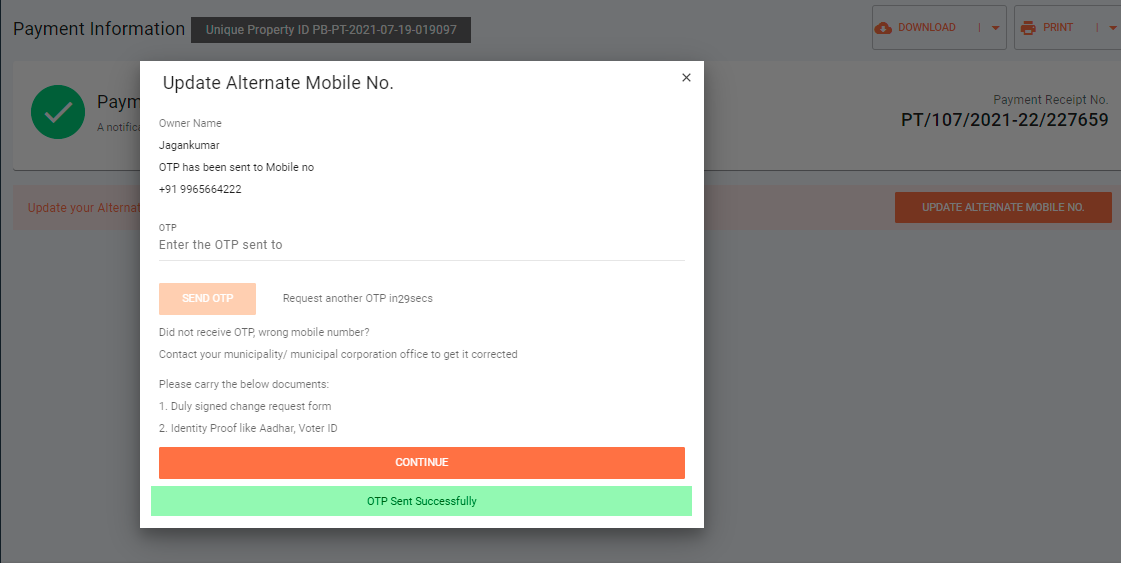 Payment Information
Unique Property ID PB-PT-2021-07-19-019097
DOWNLOAD
PRINT
Paym
A notifica
Payment Receipt No.
PT/107/2021-22/227659
Update your Alternat
UPDATE ALTERNATE MOBILE NO.
Update Alternate Mobile No.
Owner Name
Jagankumar
OTP has been sent to Mobile no
+91 9965664222
OTP
Enter the OTP sent to
SEND OTP
Request another OTP in29secs
Did not receive OTP, wrong mobile number?
Contact your municipality/ municipal corporation office to get it corrected
Please carry the below documents:
1. Duly signed change request form
2. Identity Proof like Aadhar, Voter ID
CONTINUE
OTP Sent Successfully